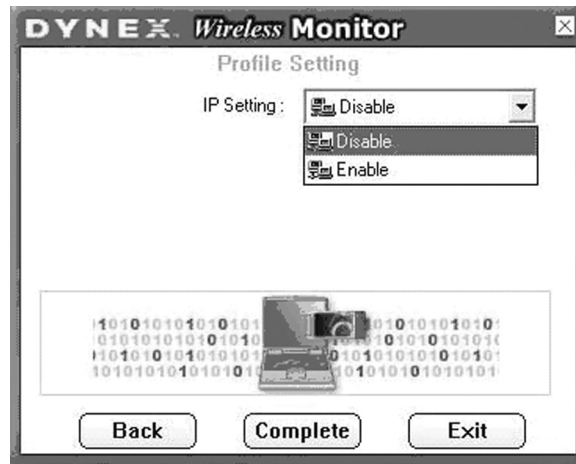 DYNEX Wireless Monitor
Profile Setting
IP Setting : Disable
Disable
Enable
Back Complete Exit